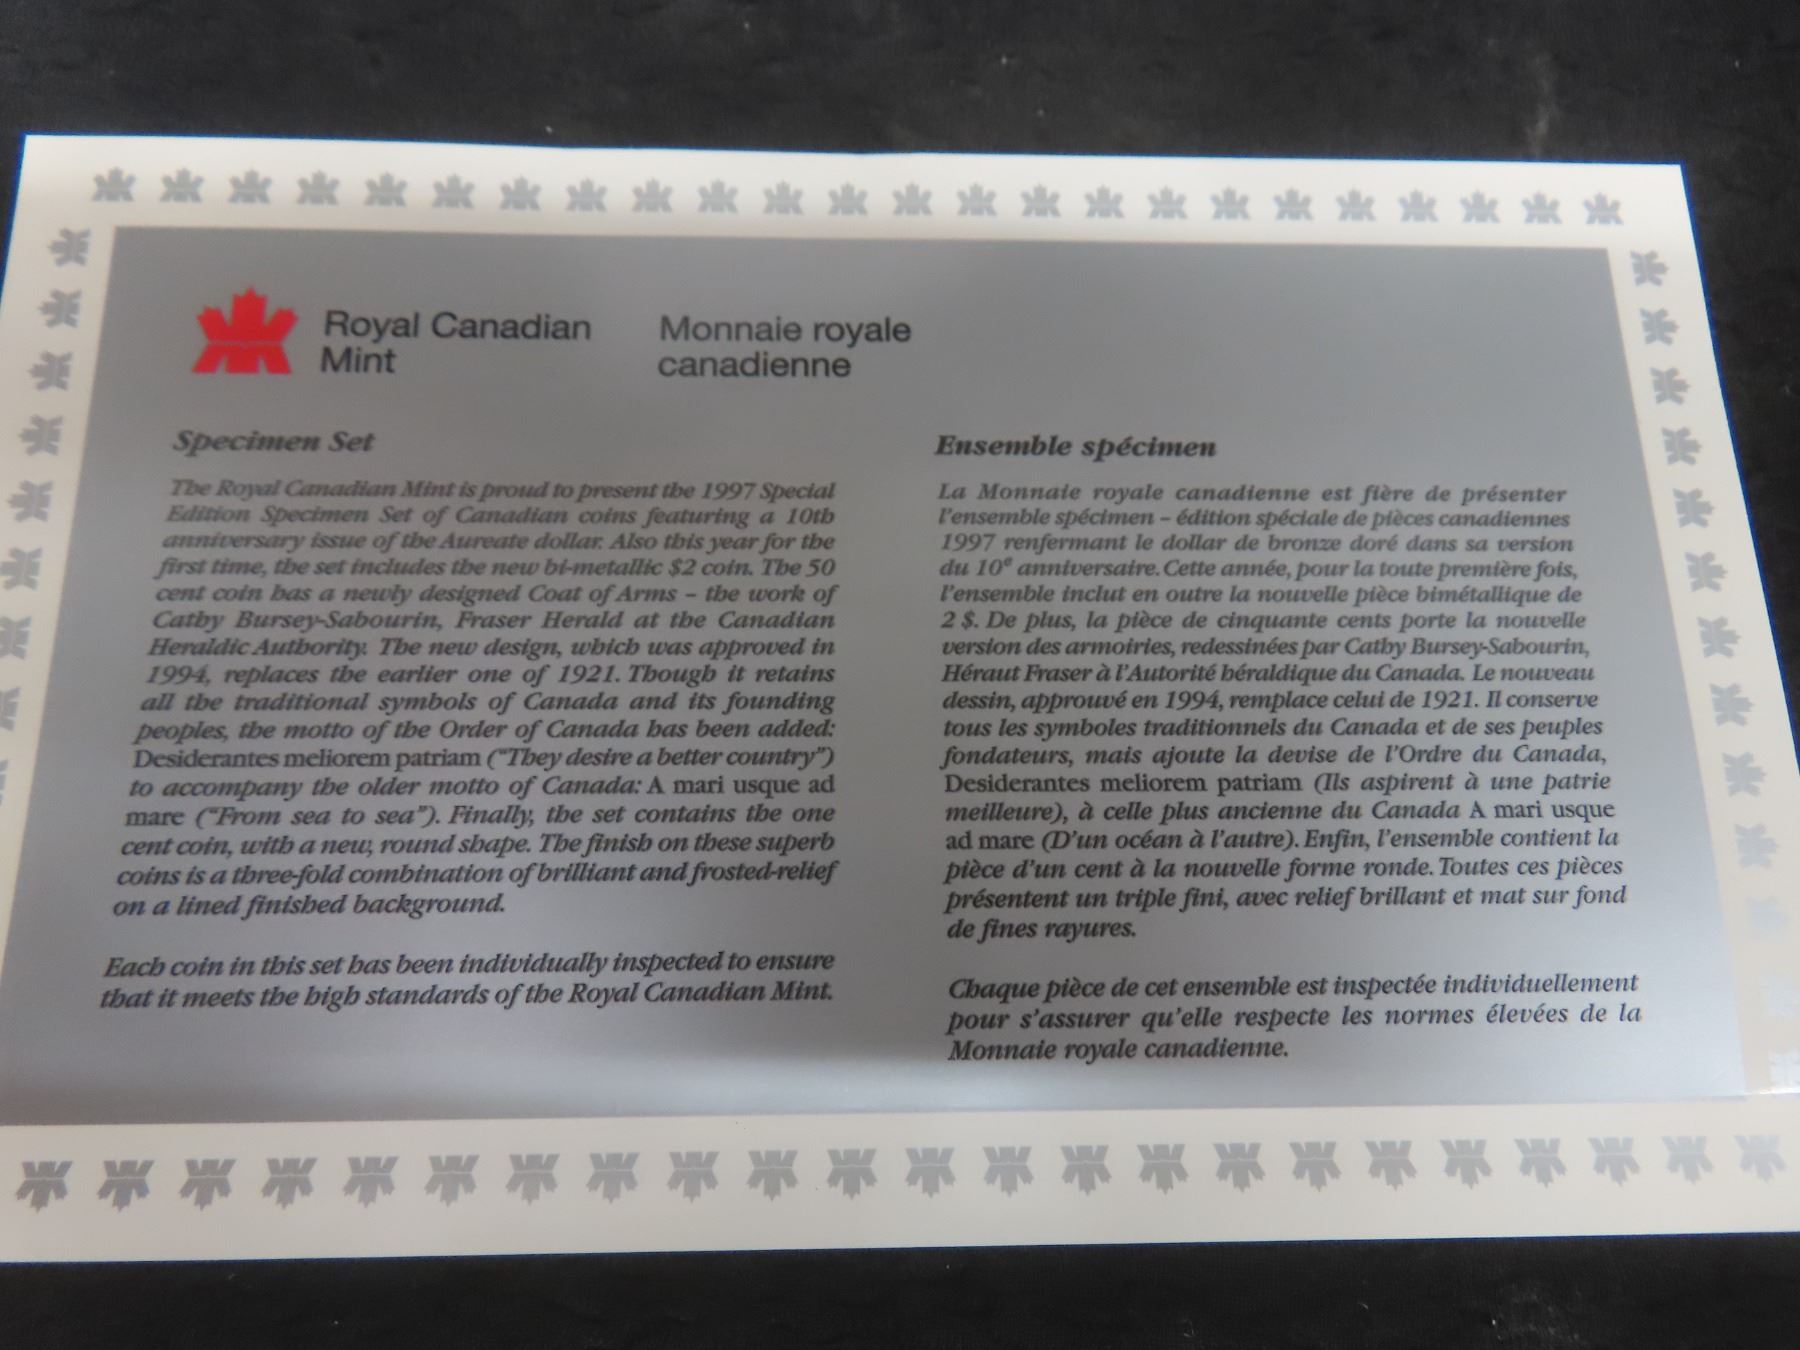 Royal Canadian
Mint
Monnaie royale
canadienne
Specimen Set
The Royal Canadian Mint is proud to present the 1997 Special
Edition Specimen Set of Canadian coins featuring a 10th
anniversary issue of the Aureate dollar. Also this year for the
first time, the set includes the new bi-metallic $2 coin. The 50
cent coin has a newly designed Coat of Arms – the work of
Cathy Bursey-Sabourin, Fraser Herald at the Canadian
Heraldic Authority. The new design, which was approved in
1994, replaces the earlier one of 1921. Though it retains
all the traditional symbols of Canada and its founding
peoples, the motto of the Order of Canada has been added:
Desiderantes meliorem patriam (“They desire a better country”)
to accompany the older motto of Canada: A mari usque ad
mare (“From sea to sea”). Finally, the set contains the one
cent coin, with a new, round shape. The finish on these superb
coins is a three-fold combination of brilliant and frosted-relief
on a lined finished background.
Each coin in this set has been individually inspected to ensure
that it meets the high standards of the Royal Canadian Mint.
Ensemble spécimen
La Monnaie royale canadienne est fière de présenter
l’ensemble spécimen – édition spéciale de pièces canadiennes
1997 renfermant le dollar de bronze doré dans sa version
du 10e anniversaire. Cette année, pour la toute première fois,
l’ensemble inclut en outre la nouvelle pièce bimétallique de
2 $. De plus, la pièce de cinquante cents porte la nouvelle
version des armoiries, redessinées par Cathy Bursey-Sabourin,
Héraut Fraser à l’Autorité héraldique du Canada. Le nouveau
dessin, approuvé en 1994, remplace celui de 1921. Il conserve
tous les symboles traditionnels du Canada et de ses peuples
fondateurs, mais ajoute la devise de l’Ordre du Canada,
Desiderantes meliorem patriam (Ils aspirent à une patrie
meilleure), à celle plus ancienne du Canada A mari usque
ad mare (D’un océan à l’autre). Enfin, l’ensemble contient la
pièce d’un cent à la nouvelle forme ronde. Toutes ces pièces
présentent un triple fini, avec relief brillant et mat sur fond
de fines rayures.
Chaque pièce de cet ensemble est inspectée individuellement
pour s’assurer qu’elle respecte les normes élevées de la
Monnaie royale canadienne.